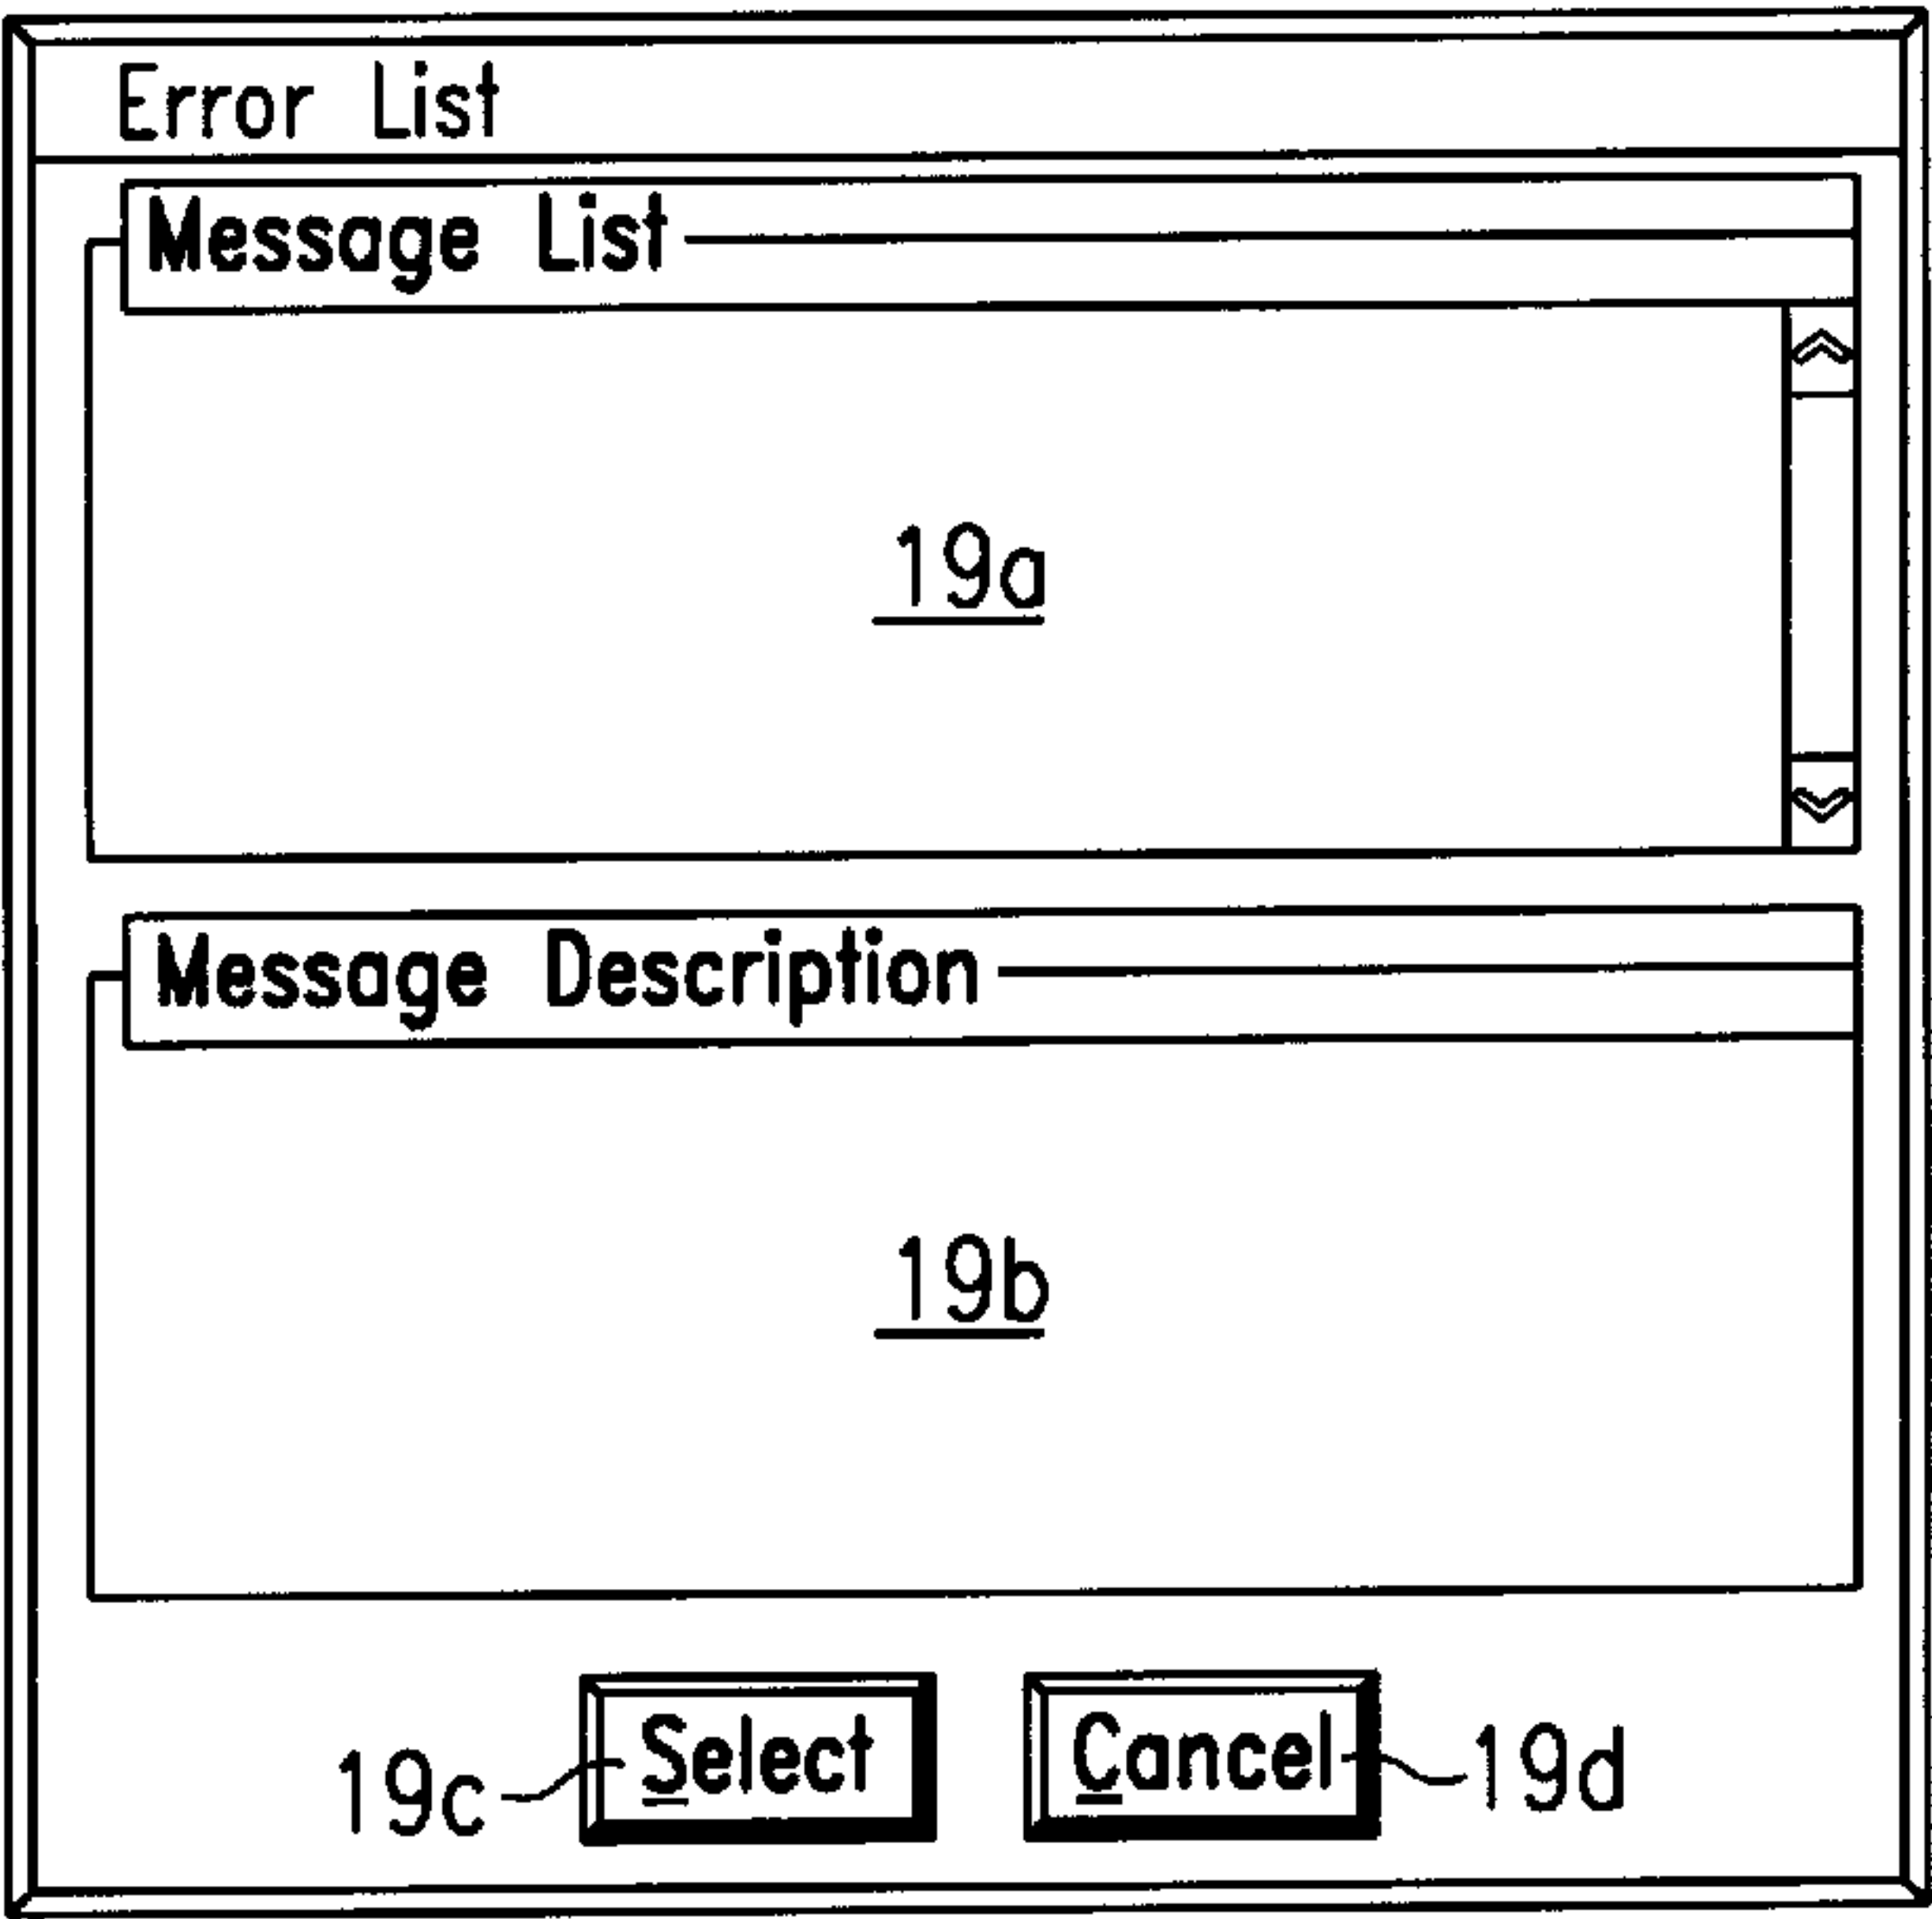 Error List
Message List
19a
Message Description
19b
19c Select Cancel 19d